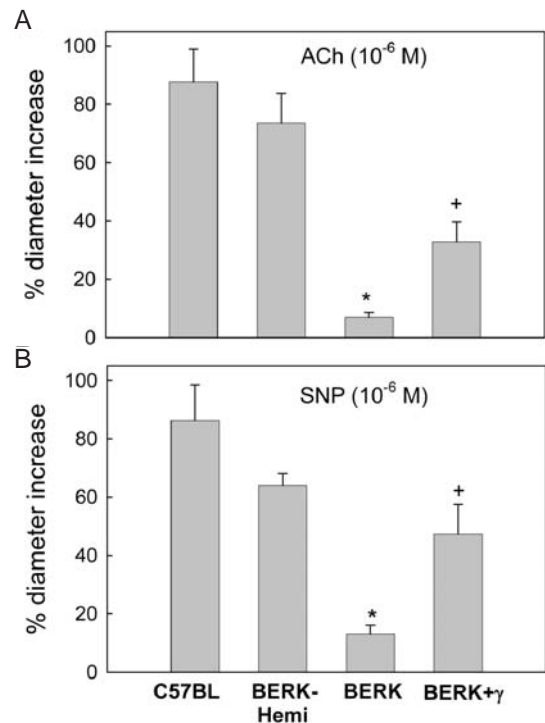 A
ACh (10⁻⁶ M)
% diameter increase
100
80
60
40
20
0
*
+
B
SNP (10⁻⁶ M)
% diameter increase
100
80
60
40
20
0
*
+
C57BL BERK-Hemi BERK BERK+γ